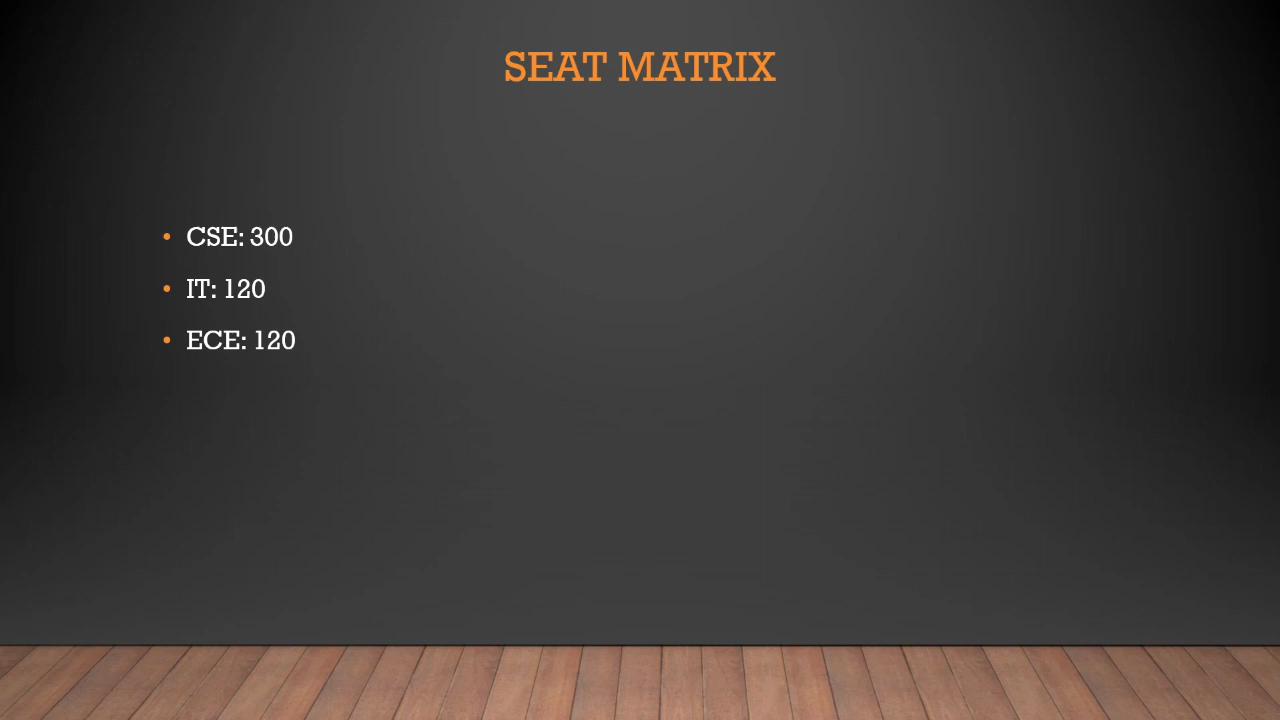 SEAT MATRIX
• CSE: 300
• IT: 120
• ECE: 120